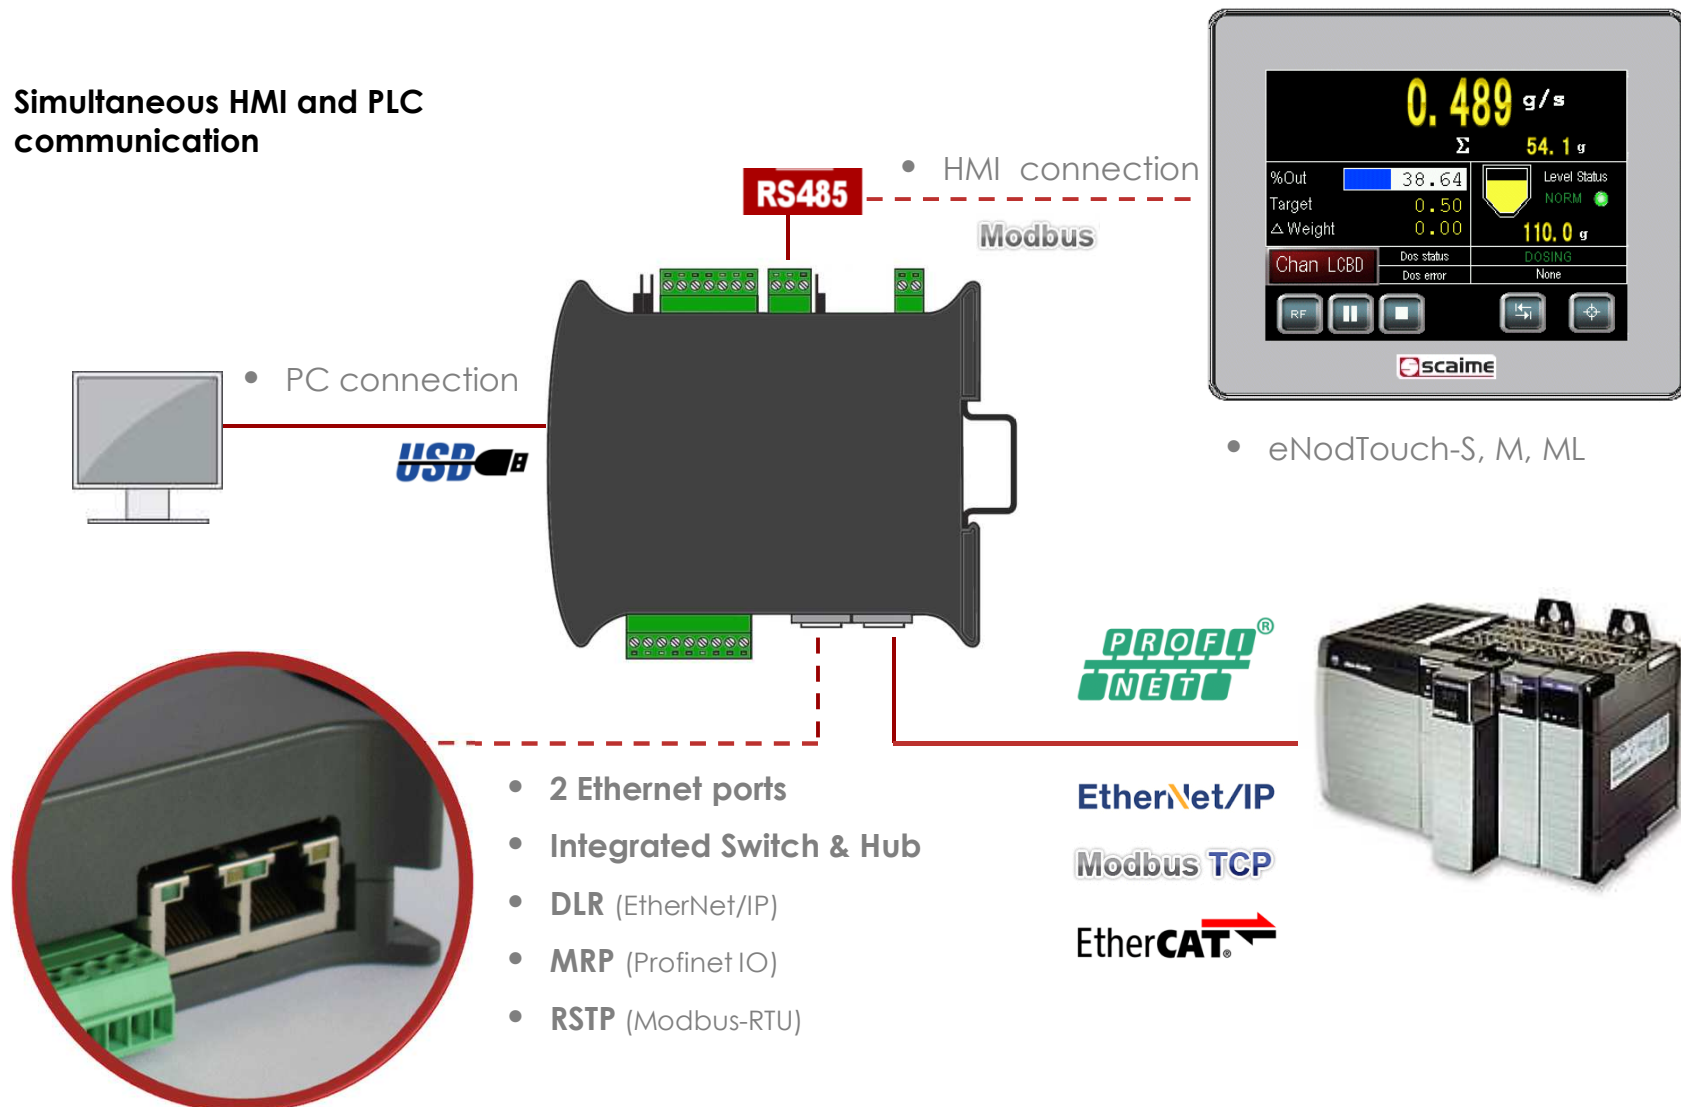 Simultaneous HMI and PLC
communication
RS485
• HMI connection
Modbus
0.489 g/s
Σ 54.1 g
%Out 38.64
Target 0.50
△ Weight 0.00
Level Status
NORM
110.0 g
Chan LCBD
Dos status DOSING
Dos error None
RF
scaime
• PC connection
USB
• eNodTouch-S, M, ML
PROFI®
NET
• 2 Ethernet ports
• Integrated Switch & Hub
• DLR (EtherNet/IP)
• MRP (Profinet IO)
• RSTP (Modbus-RTU)
EtherNet/IP
Modbus TCP
EtherCAT®